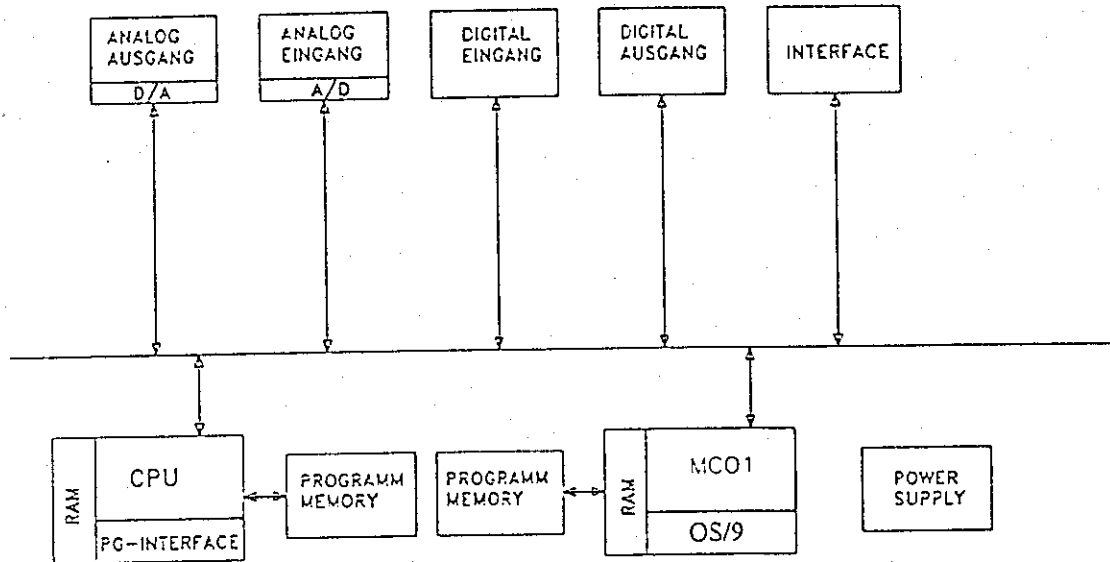 ANALOG
AUSGANG
D/A
ANALOG
EINGANG
A/D
DIGITAL
EINGANG
DIGITAL
AUSGANG
INTERFACE
RAM
CPU
PG-INTERFACE
PROGRAMM
MEMORY
PROGRAMM
MEMORY
RAM
MC01
OS/9
POWER
SUPPLY